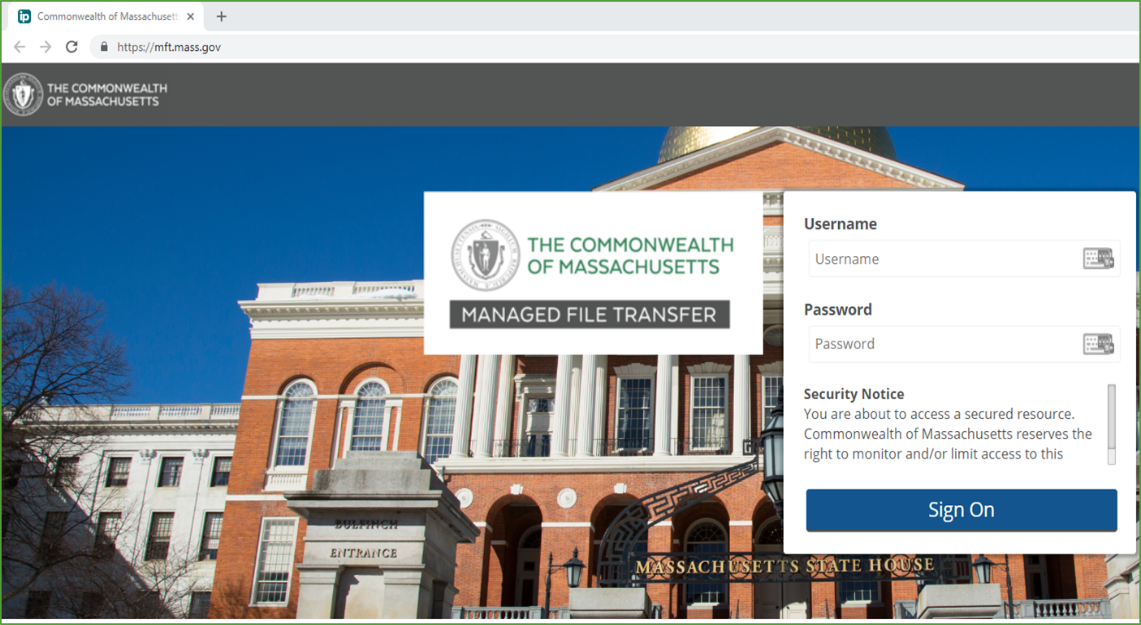 ip Commonwealth of Massachusett
https://mft.mass.gov
THE COMMONWEALTH
OF MASSACHUSETTS
THE COMMONWEALTH
OF MASSACHUSETTS
MANAGED FILE TRANSFER
Username
Username
Password
Password
Security Notice
You are about to access a secured resource.
Commonwealth of Massachusetts reserves the
right to monitor and/or limit access to this
Sign On
BULFINCH
ENTRANCE
MASSACHUSETTS STATE HOUSE